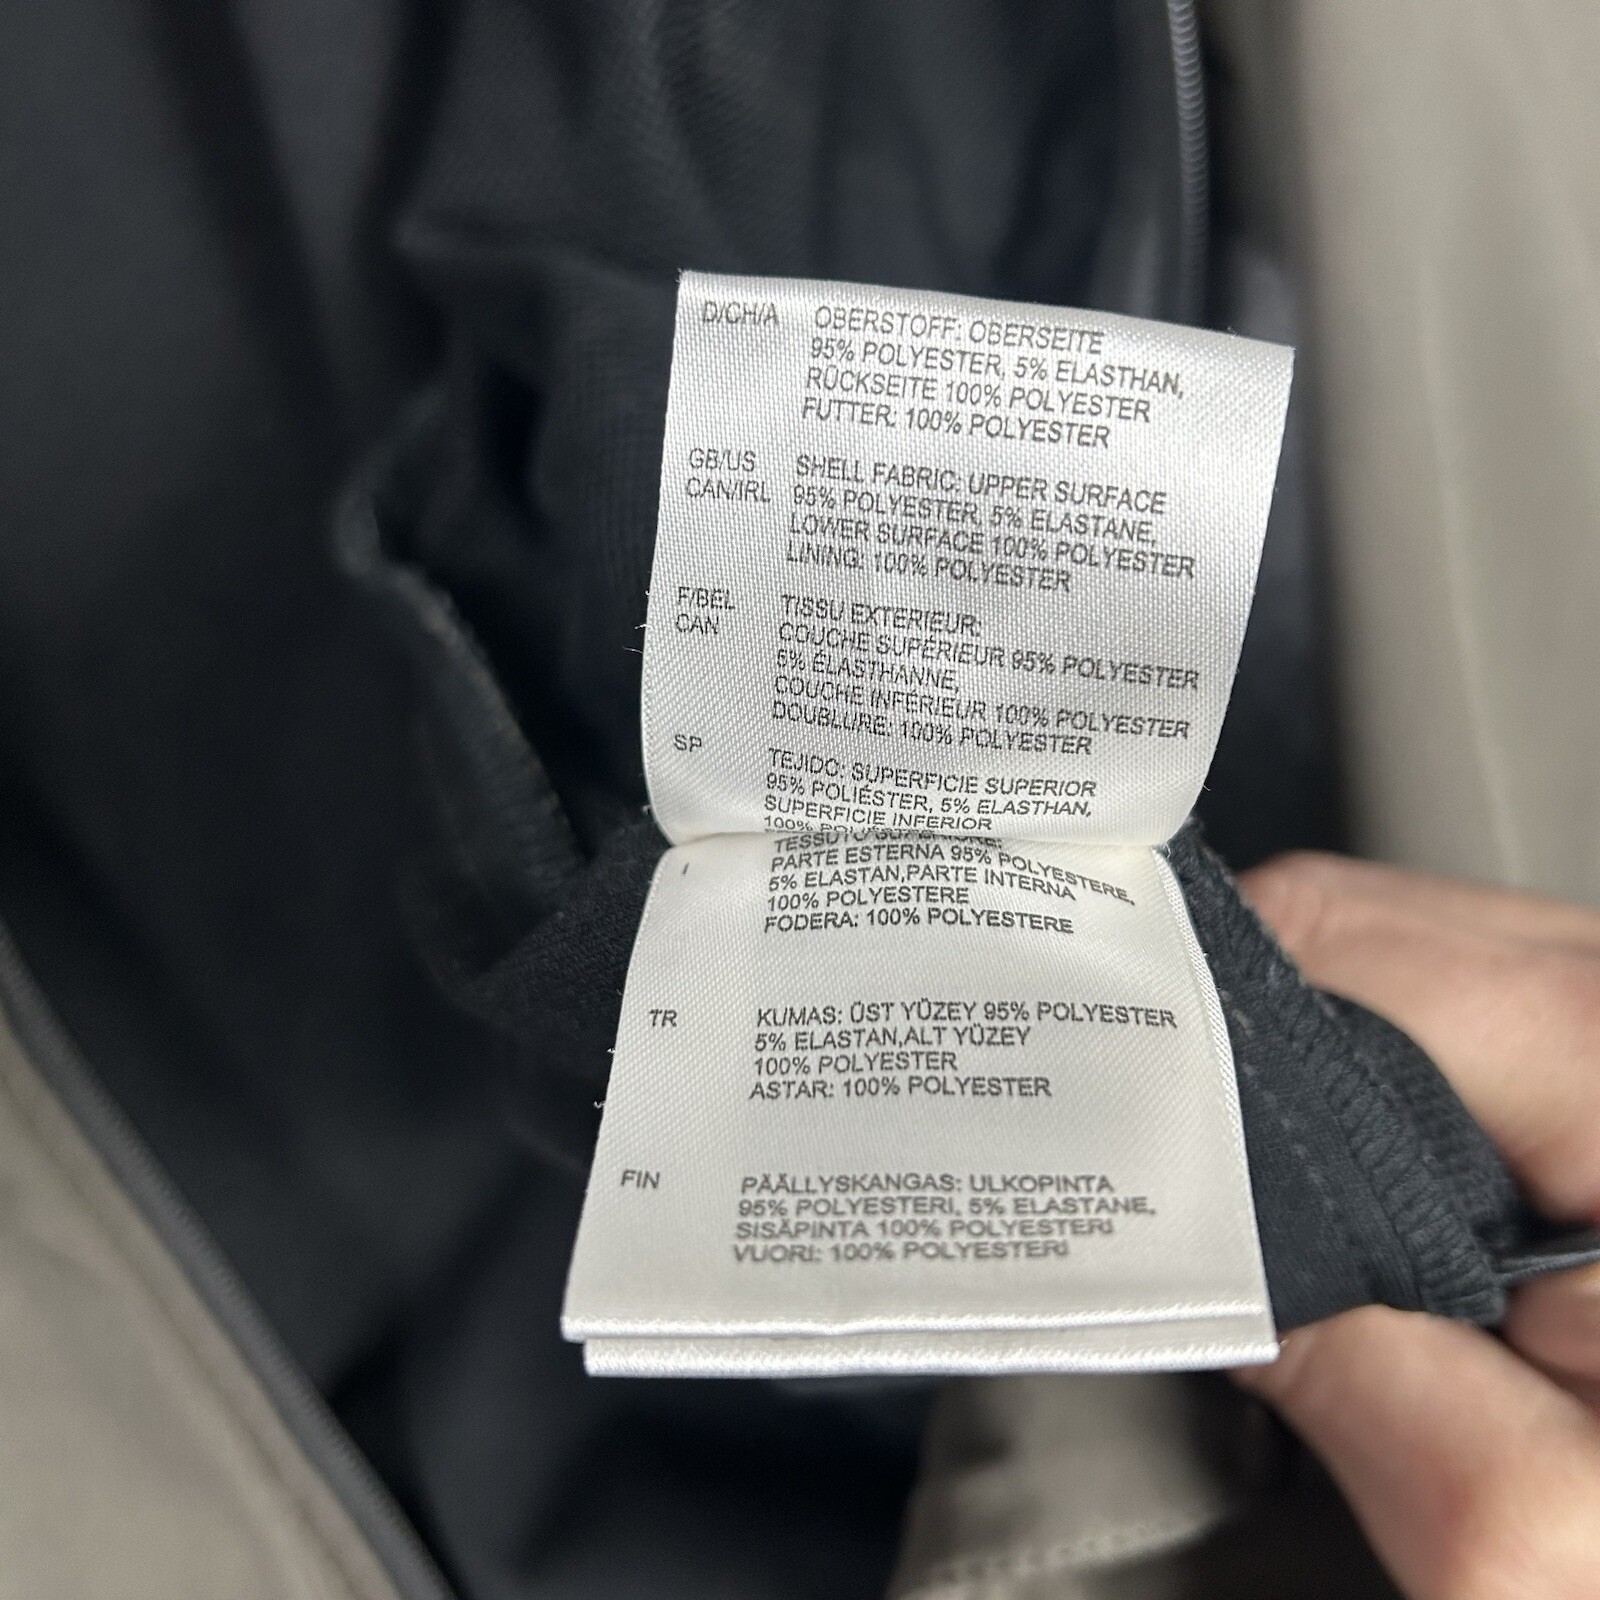 D/CH/A OBERSTOFF: OBERSEITE
95% POLYESTER, 5% ELASTHAN,
RÜCKSEITE 100% POLYESTER
FUTTER: 100% POLYESTER
GB/US SHELL FABRIC: UPPER SURFACE
CAN/IRL 95% POLYESTER, 5% ELASTANE,
LOWER SURFACE 100% POLYESTER
LINING: 100% POLYESTER
F/BEL TISSU EXTERIEUR:
CAN COUCHE SUPÉRIEUR 95% POLYESTER
5% ÉLASTHANNE,
COUCHE INFÉRIEUR 100% POLYESTER
DOUBLURE: 100% POLYESTER
SP TEJIDO: SUPERFICIE SUPERIOR
95% POLIÉSTER, 5% ELASTHAN,
SUPERFICIE INFERIOR
100% POLIÉSTER
I TESSUTO
PARTE ESTERNA 95% POLYESTERE,
5% ELASTAN,PARTE INTERNA
100% POLYESTERE
FODERA: 100% POLYESTERE
TR KUMAS: ÜST YÜZEY 95% POLYESTER
5% ELASTAN,ALT YÜZEY
100% POLYESTER
ASTAR: 100% POLYESTER
FIN PÄÄLLYSKANGAS: ULKOPINTA
95% POLYESTERI, 5% ELASTANE,
SISÄPINTA 100% POLYESTERI
VUORI: 100% POLYESTERI